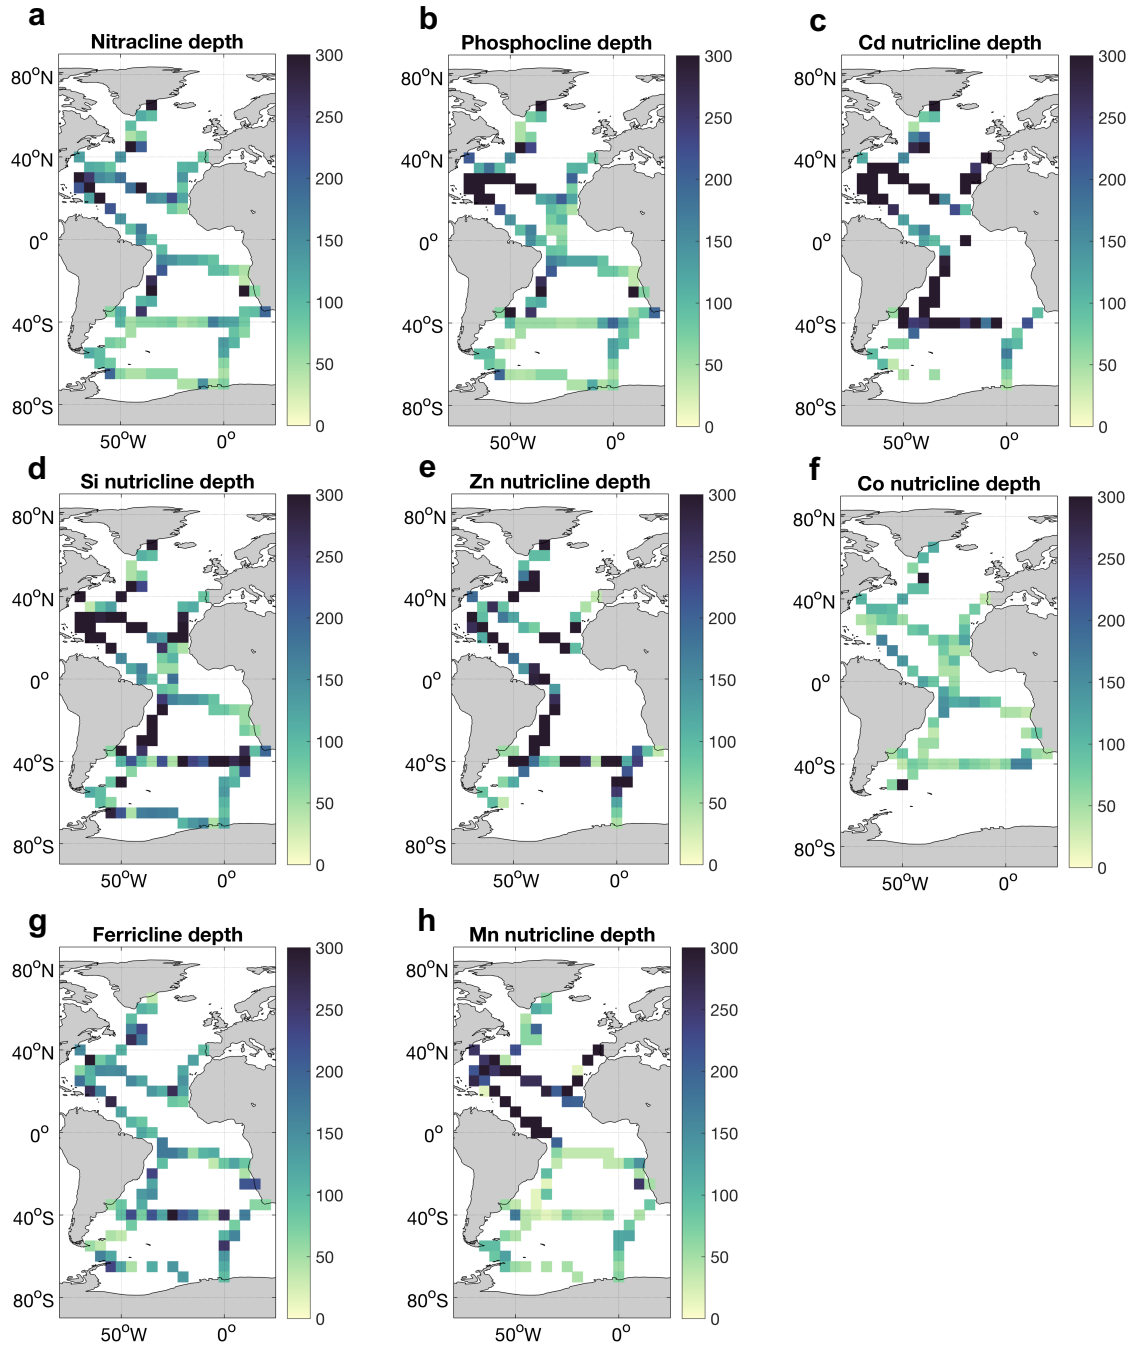 a
Nitracline depth
80°N
40°N
0°
40°S
80°S
50°W
0°
300
250
200
150
100
50
0
b
Phosphocline depth
80°N
40°N
0°
40°S
80°S
50°W
0°
300
250
200
150
100
50
0
c
Cd nutricline depth
80°N
40°N
0°
40°S
80°S
50°W
0°
300
250
200
150
100
50
0
d
Si nutricline depth
80°N
40°N
0°
40°S
80°S
50°W
0°
300
250
200
150
100
50
0
e
Zn nutricline depth
80°N
40°N
0°
40°S
80°S
50°W
0°
300
250
200
150
100
50
0
f
Co nutricline depth
80°N
40°N
0°
40°S
80°S
50°W
0°
300
250
200
150
100
50
0
g
Ferricline depth
80°N
40°N
0°
40°S
80°S
50°W
0°
300
250
200
150
100
50
0
h
Mn nutricline depth
80°N
40°N
0°
40°S
80°S
50°W
0°
300
250
200
150
100
50
0